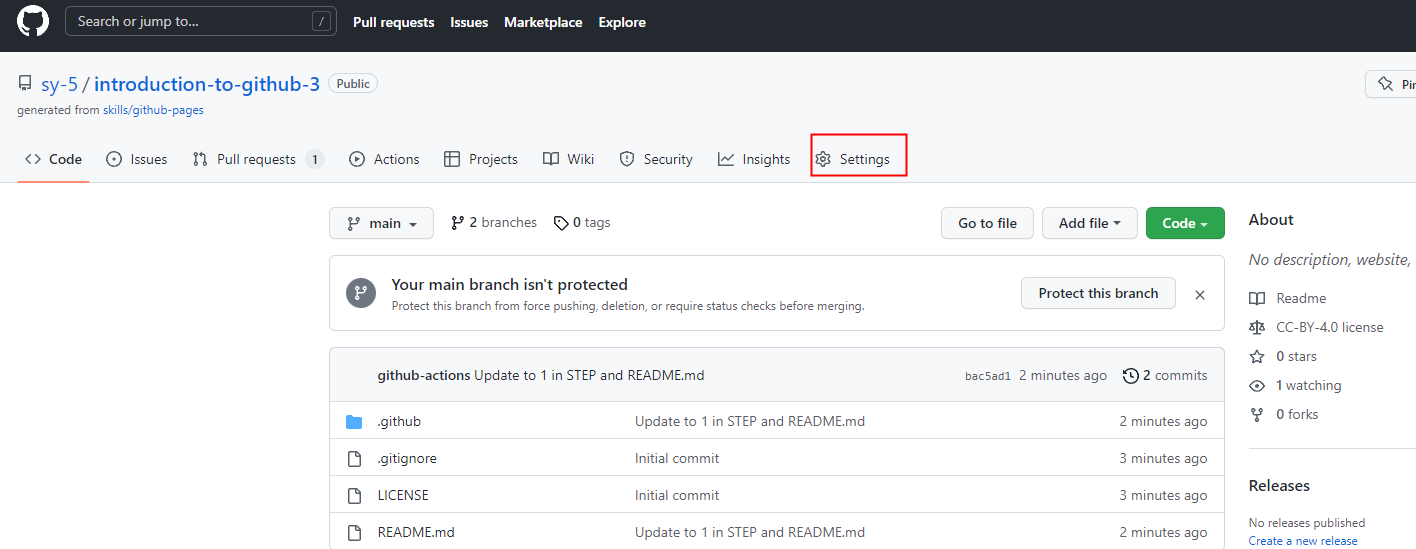 Search or jump to... /
Pull requests Issues Marketplace Explore
sy-5 / introduction-to-github-3 Public
generated from skills/github-pages
Code Issues Pull requests 1 Actions Projects Wiki Security Insights Settings
main 2 branches 0 tags Go to file Add file Code
About
No description, website,
Your main branch isn't protected
Protect this branch from force pushing, deletion, or require status checks before merging.
Protect this branch
Readme
CC-BY-4.0 license
0 stars
1 watching
0 forks
github-actions Update to 1 in STEP and README.md bac5ad1 2 minutes ago 2 commits
.github Update to 1 in STEP and README.md 2 minutes ago
.gitignore Initial commit 3 minutes ago
LICENSE Initial commit 3 minutes ago
README.md Update to 1 in STEP and README.md 2 minutes ago
Releases
No releases published
Create a new release